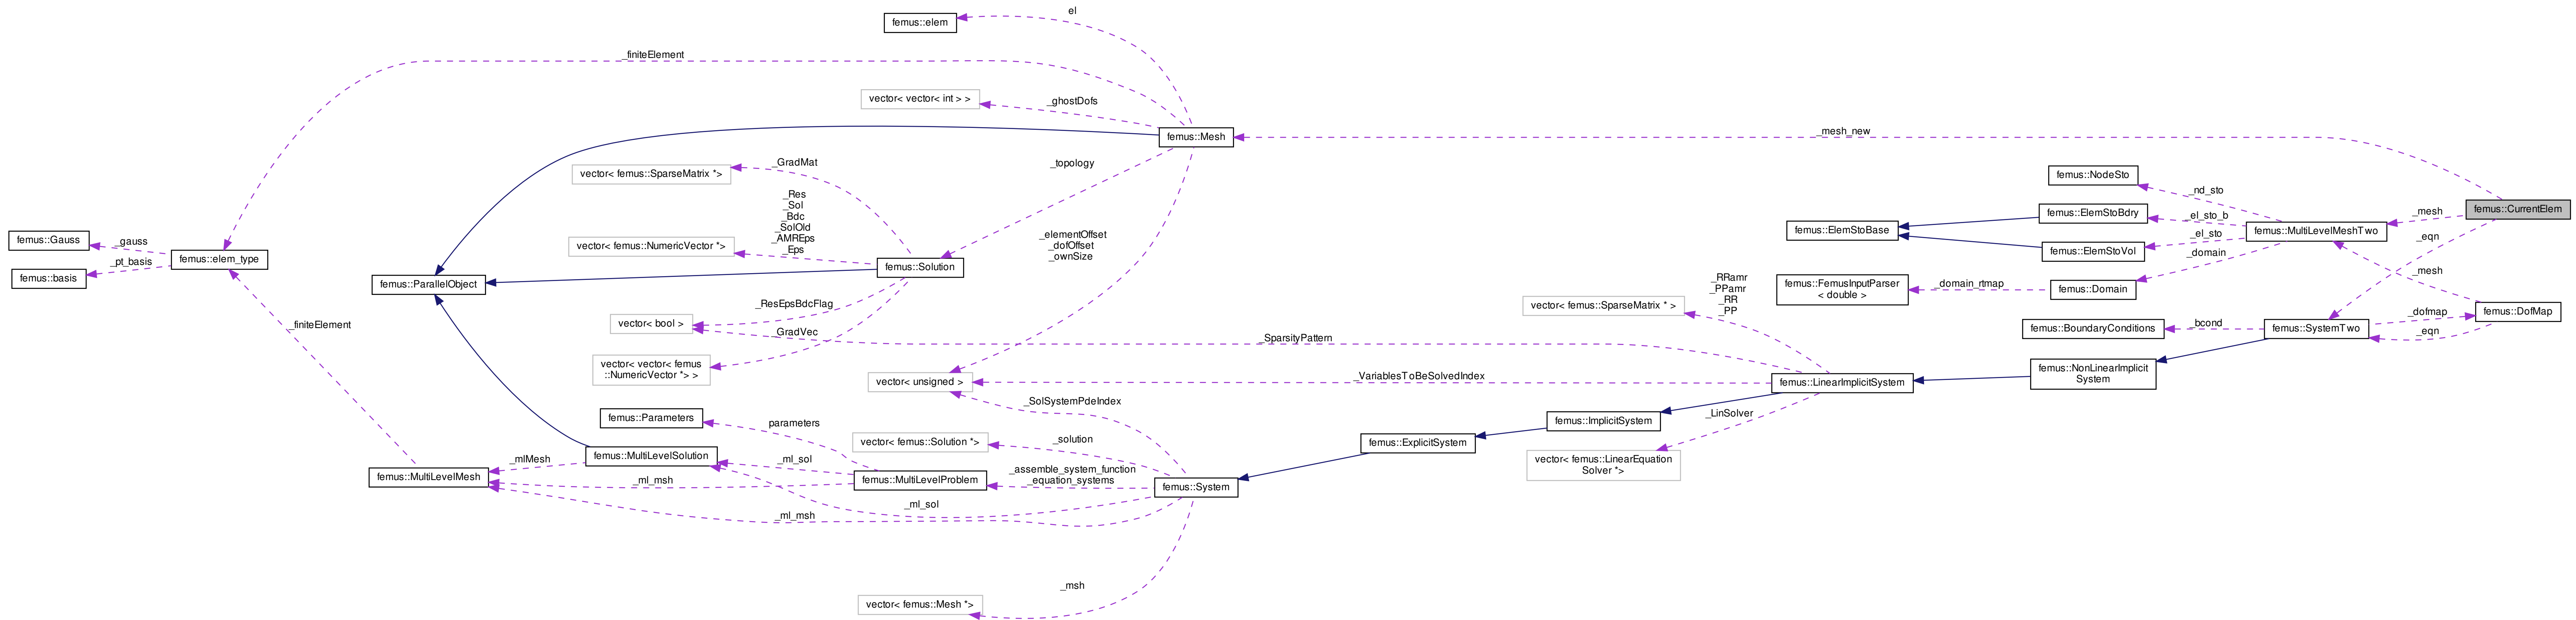 el
femus::elem
_finiteElement
vector< vector< int > >
_ghostDofs
femus::Mesh
_mesh_new
_GradMat
_topology
vector< femus::SparseMatrix *>
femus::NodeSto
_nd_sto
_Res
_Sol
_Bdc
_SolOld
_AMREps
_Eps
vector< femus::NumericVector *>
femus::CurrentElem
_mesh
femus::ElemStoBdry
_el_sto_b
femus::ElemStoBase
femus::MultiLevelMeshTwo
_el_sto
_eqn
femus::ElemStoVol
_domain
_elementOffset
_dofOffset
_ownSize
femus::Gauss
_gauss
femus::elem_type
_pt_basis
femus::basis
femus::ParallelObject
femus::Solution
_mesh
_RRamr
_PPamr
_RR
_PP
femus::FemusInputParser
< double >
_domain_rtmap
femus::Domain
vector< femus::SparseMatrix * >
_ResEpsBdcFlag
vector< bool >
_GradVec
_finiteElement
_SparsityPattern
femus::BoundaryConditions
_bcond
femus::SystemTwo
_dofmap
_eqn
femus::DofMap
vector< vector< femus
::NumericVector *> >
vector< unsigned >
_VariablesToBeSolvedIndex
femus::LinearImplicitSystem
femus::NonLinearImplicit
System
_SolSystemPdeIndex
femus::Parameters
parameters
_LinSolver
femus::ImplicitSystem
vector< femus::Solution *>
_solution
femus::ExplicitSystem
femus::MultiLevelSolution
_mlMesh
_ml_sol
vector< femus::LinearEquation
Solver *>
femus::MultiLevelMesh
_ml_msh
femus::MultiLevelProblem
_assemble_system_function
_equation_systems
femus::System
_ml_sol
_ml_msh
_msh
vector< femus::Mesh *>